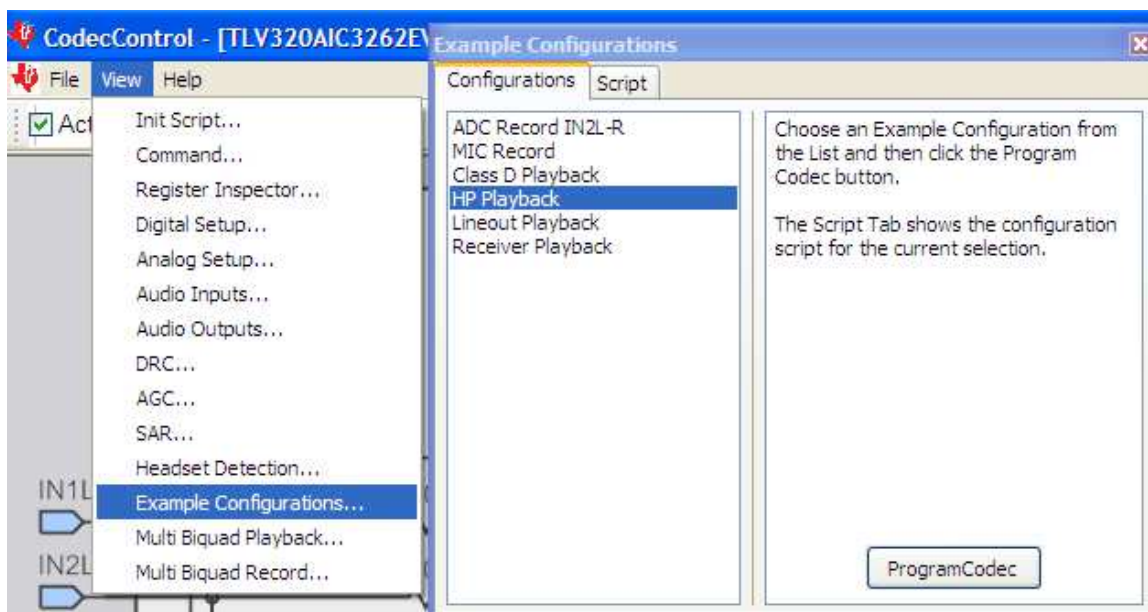 CodecControl - [TLV320AIC3262EV
File View Help
Act
Init Script...
Command...
Register Inspector...
Digital Setup...
Analog Setup...
Audio Inputs...
Audio Outputs...
DRC...
AGC...
SAR...
Headset Detection...
Example Configurations...
Multi Biquad Playback...
Multi Biquad Record...
IN1L
IN2L
Example Configurations
Configurations Script
ADC Record IN2L-R
MIC Record
Class D Playback
HP Playback
Lineout Playback
Receiver Playback
Choose an Example Configuration from
the List and then click the Program
Codec button.
The Script Tab shows the configuration
script for the current selection.
ProgramCodec